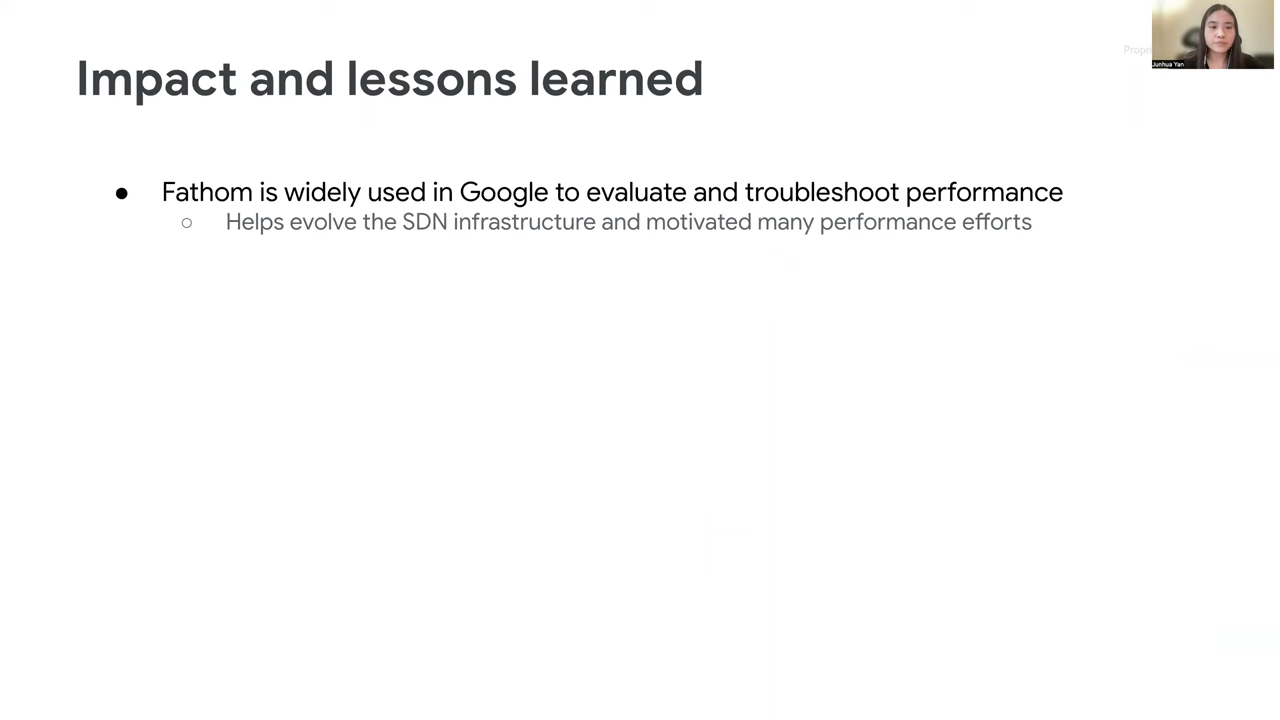 Impact and lessons learned
Junhua Yan
● Fathom is widely used in Google to evaluate and troubleshoot performance
○ Helps evolve the SDN infrastructure and motivated many performance efforts